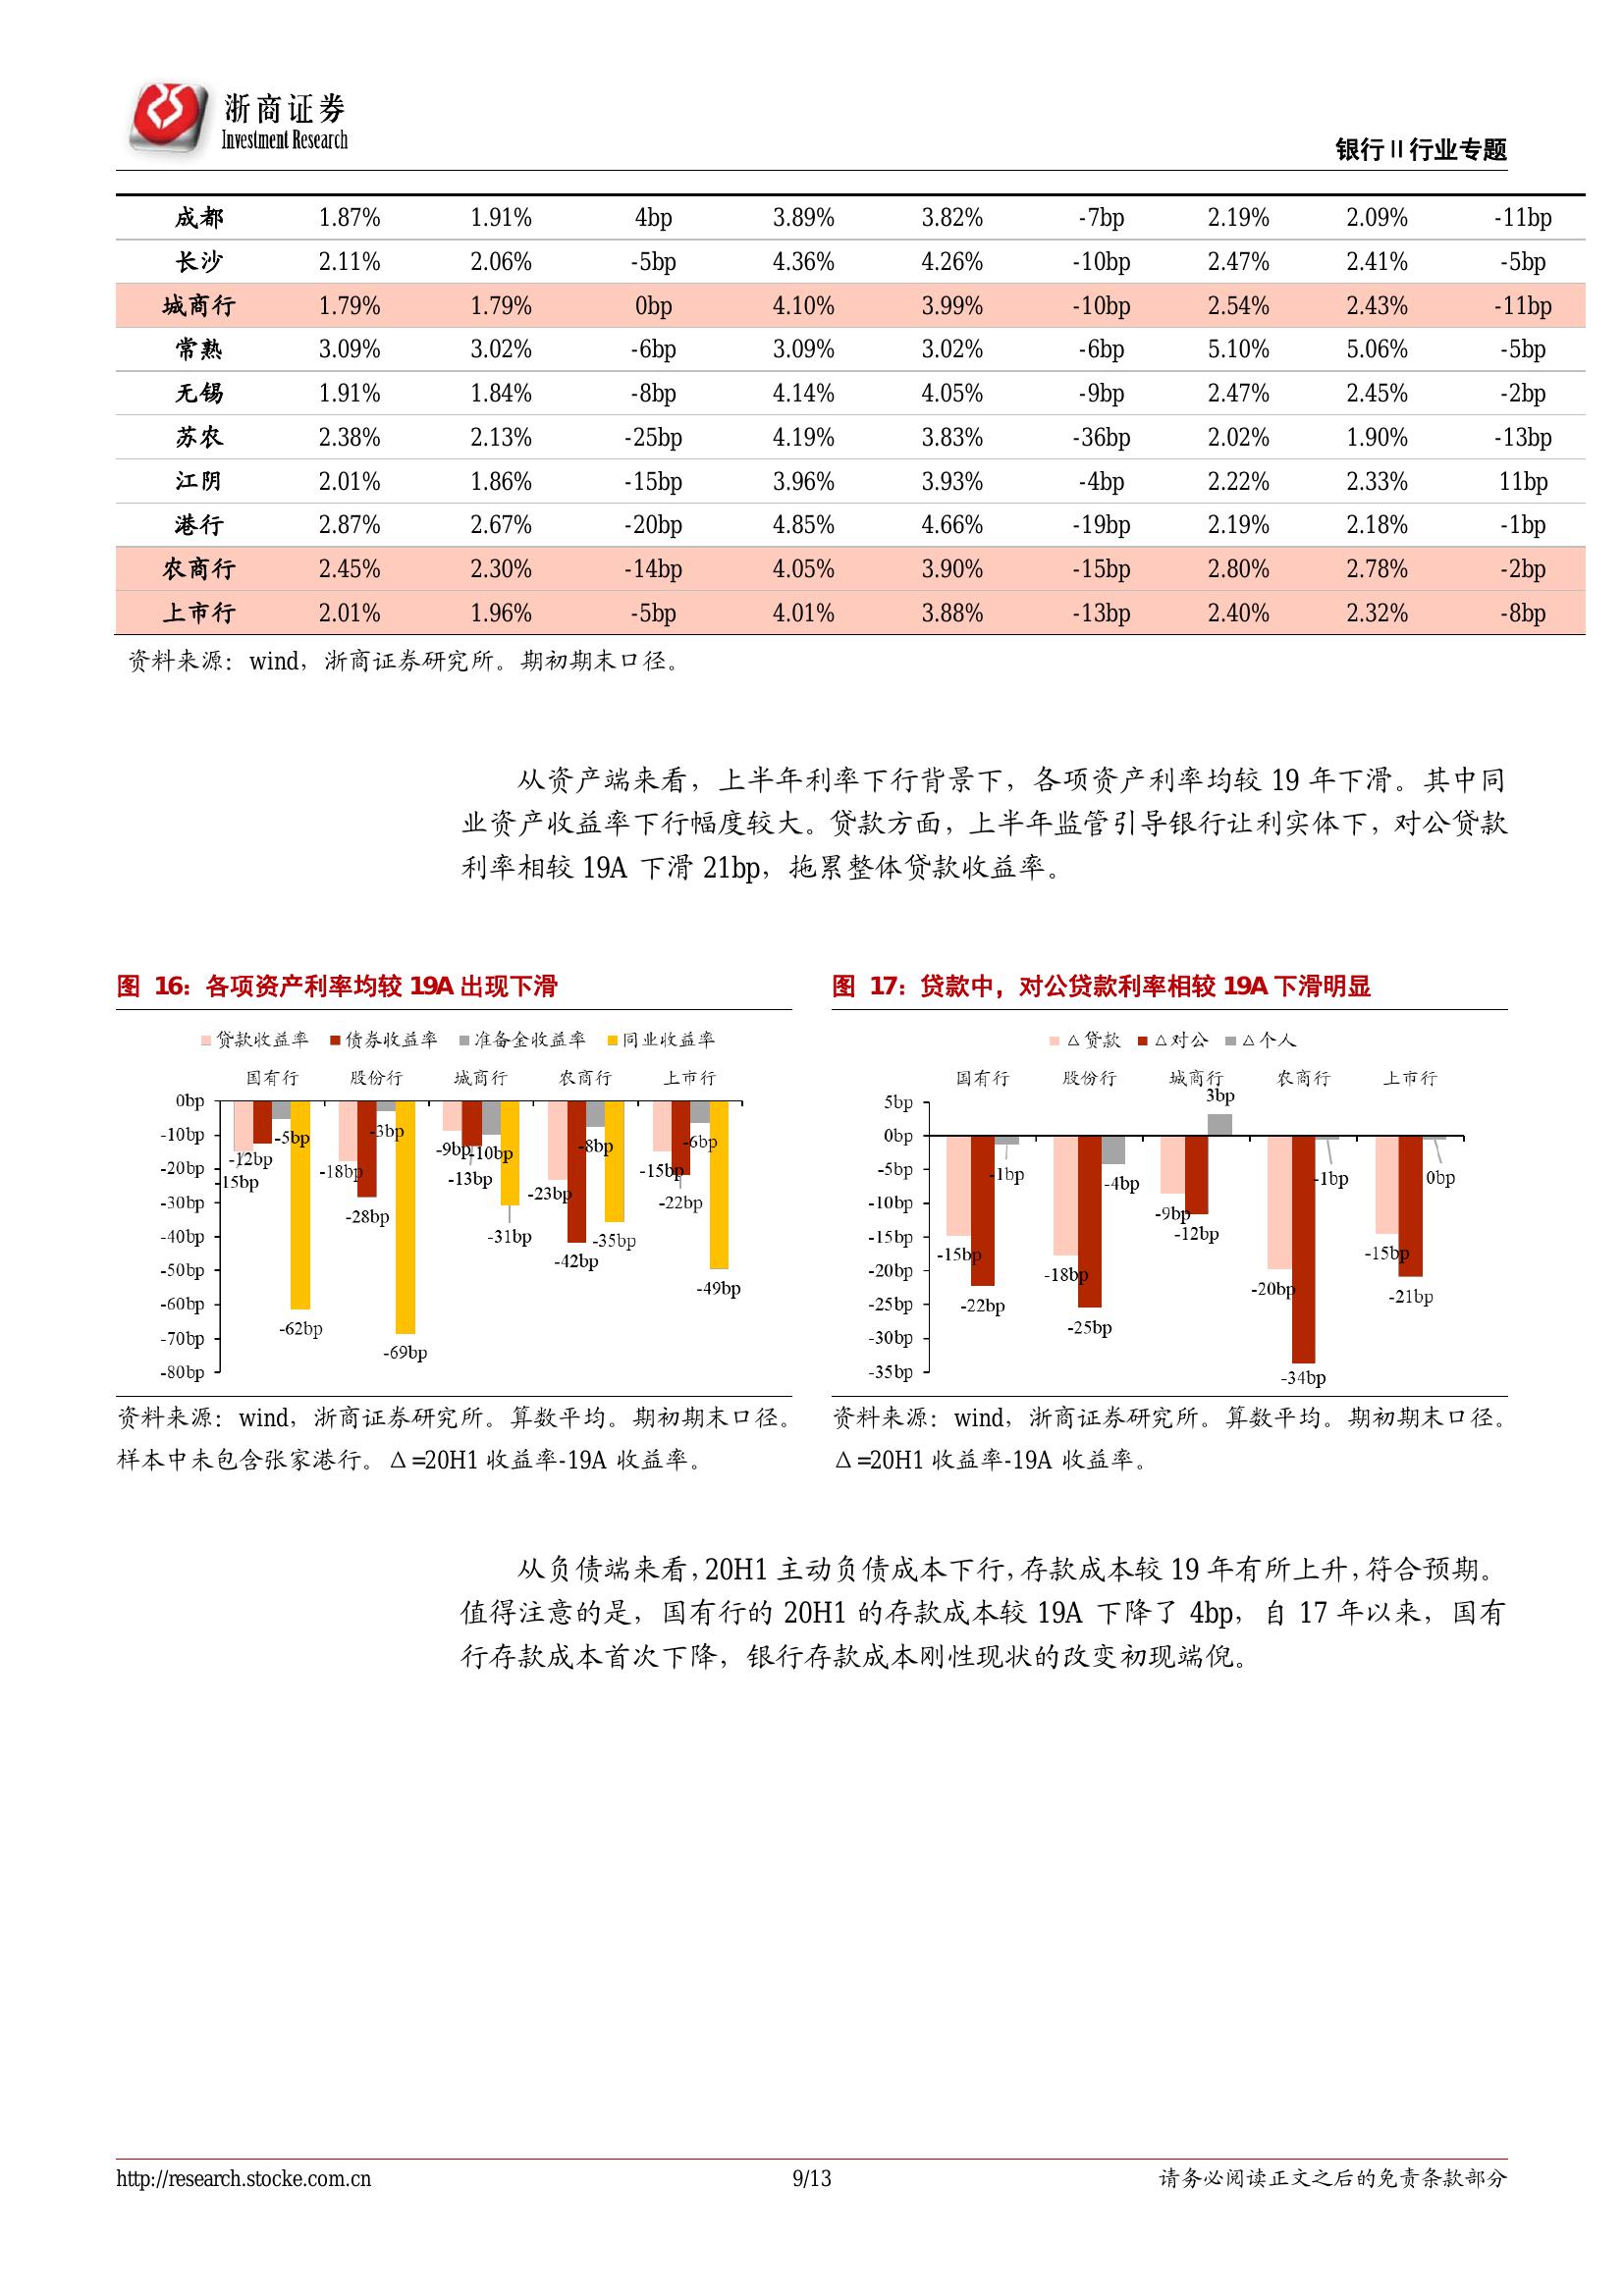 浙商证券
Investment Research
银行Ⅱ行业专题
成都 1.87% 1.91% 4bp 3.89% 3.82% -7bp 2.19% 2.09% -11bp
长沙 2.11% 2.06% -5bp 4.36% 4.26% -10bp 2.47% 2.41% -5bp
城商行 1.79% 1.79% 0bp 4.10% 3.99% -10bp 2.54% 2.43% -11bp
常熟 3.09% 3.02% -6bp 3.09% 3.02% -6bp 5.10% 5.06% -5bp
无锡 1.91% 1.84% -8bp 4.14% 4.05% -9bp 2.47% 2.45% -2bp
苏农 2.38% 2.13% -25bp 4.19% 3.83% -36bp 2.02% 1.90% -13bp
江阴 2.01% 1.86% -15bp 3.96% 3.93% -4bp 2.22% 2.33% 11bp
港行 2.87% 2.67% -20bp 4.85% 4.66% -19bp 2.19% 2.18% -1bp
农商行 2.45% 2.30% -14bp 4.05% 3.90% -15bp 2.80% 2.78% -2bp
上市行 2.01% 1.96% -5bp 4.01% 3.88% -13bp 2.40% 2.32% -8bp
资料来源：wind，浙商证券研究所。期初期末口径。
从资产端来看，上半年利率下行背景下，各项资产利率均较 19 年下滑。其中同
业资产收益率下行幅度较大。贷款方面，上半年监管引导银行让利实体下，对公贷款
利率相较 19A 下滑 21bp，拖累整体贷款收益率。
图 16：各项资产利率均较 19A 出现下滑
贷款收益率 债券收益率 准备金收益率 同业收益率
国有行 股份行 城商行 农商行 上市行
0bp
-10bp
-20bp
-30bp
-40bp
-50bp
-60bp
-70bp
-80bp
-15bp -12bp -5bp -62bp
-18bp -28bp -3bp -69bp
-9bp -13bp -10bp -31bp
-23bp -42bp -8bp -35bp
-15bp -22bp -6bp -49bp
资料来源：wind，浙商证券研究所。算数平均。期初期末口径。
样本中未包含张家港行。Δ=20H1 收益率-19A 收益率。
图 17：贷款中，对公贷款利率相较 19A 下滑明显
△贷款 △对公 △个人
国有行 股份行 城商行 农商行 上市行
5bp
0bp
-5bp
-10bp
-15bp
-20bp
-25bp
-30bp
-35bp
-15bp -22bp -1bp
-18bp -25bp -4bp
-9bp -12bp 3bp
-20bp -34bp -1bp
-15bp -21bp 0bp
资料来源：wind，浙商证券研究所。算数平均。期初期末口径。
Δ=20H1 收益率-19A 收益率。
从负债端来看，20H1 主动负债成本下行，存款成本较 19 年有所上升，符合预期。
值得注意的是，国有行的 20H1 的存款成本较 19A 下降了 4bp，自 17 年以来，国有
行存款成本首次下降，银行存款成本刚性现状的改变初现端倪。
http://research.stocke.com.cn 9/13 请务必阅读正文之后的免责条款部分